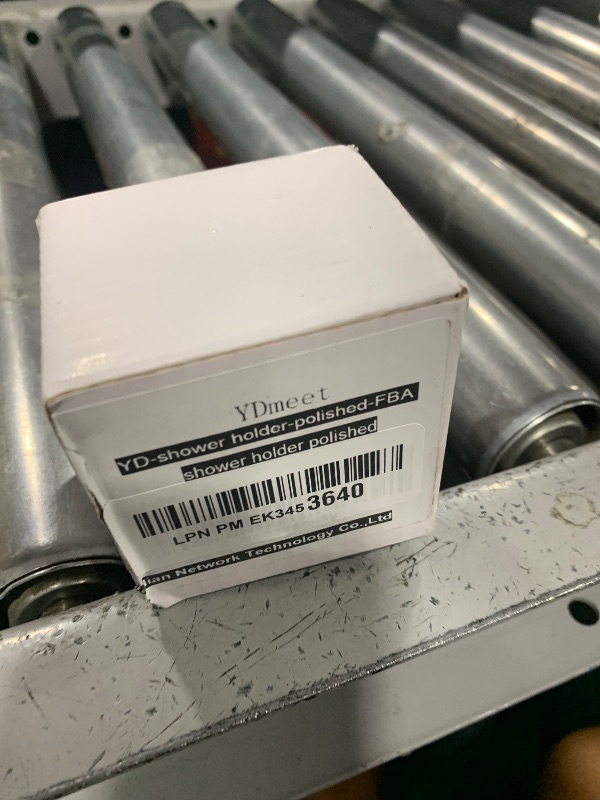 YDmeet
YD-shower holder-polished-FBA
shower holder polished
LPN PM EK345 3640
Network Technology Co.,Ltd